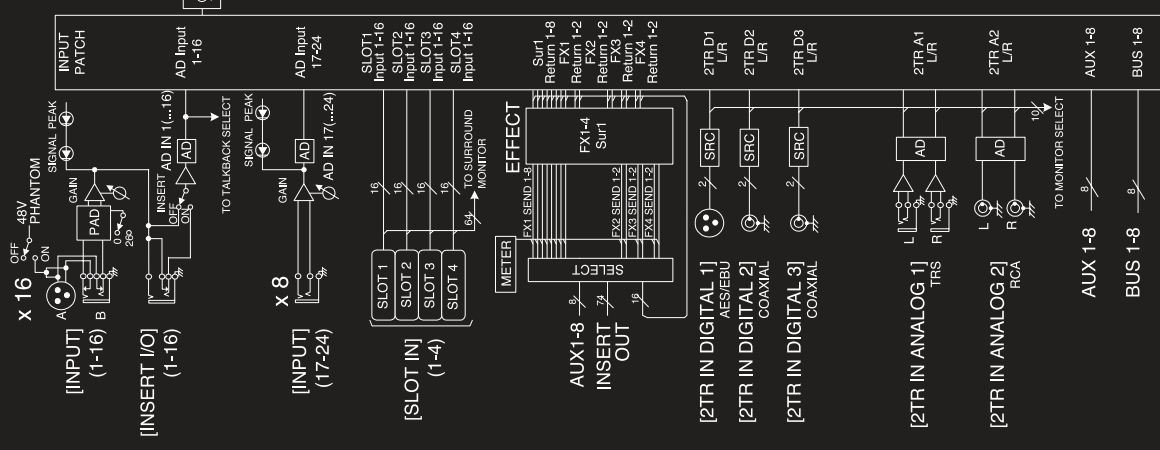 INPUT
PATCH
AD Input
1-16
AD Input
17-24
SLOT1
Input 1-16
SLOT2
Input 1-16
SLOT3
Input 1-16
SLOT4
Input 1-16
Sur1
Return 1-8
FX1
Return 1-2
FX2
Return 1-2
FX3
Return 1-2
FX4
Return 1-2
2TR D1
L/R
2TR D2
L/R
2TR D3
L/R
2TR A1
L/R
2TR A2
L/R
AUX 1-8
BUS 1-8
SIGNAL PEAK
48V
PHANTOM
OFF
ON
GAIN
PAD
0
26
x 16
A
B
[INPUT]
(1-16)
INSERT
OFF
ON
AD IN 1(...16)
AD
TO TALKBACK SELECT
[INSERT I/O]
(1-16)
SIGNAL PEAK
GAIN
AD
AD IN 17(...24)
x 8
[INPUT]
(17-24)
16
16
16
16
64
TO SURROUND
MONITOR
SLOT 1
SLOT 2
SLOT 3
SLOT 4
[SLOT IN]
(1-4)
EFFECT
FX1-4
Sur1
FX1 SEND 1-8
FX2 SEND 1-2
FX3 SEND 1-2
FX4 SEND 1-2
METER
SELECT
8
74
16
AUX1-8
INSERT
OUT
SRC
2
[2TR IN DIGITAL 1]
AES/EBU
SRC
2
[2TR IN DIGITAL 2]
COAXIAL
SRC
2
[2TR IN DIGITAL 3]
COAXIAL
AD
L
R
[2TR IN ANALOG 1]
TRS
AD
L
R
[2TR IN ANALOG 2]
RCA
10
TO MONITOR SELECT
8
AUX 1-8
8
BUS 1-8